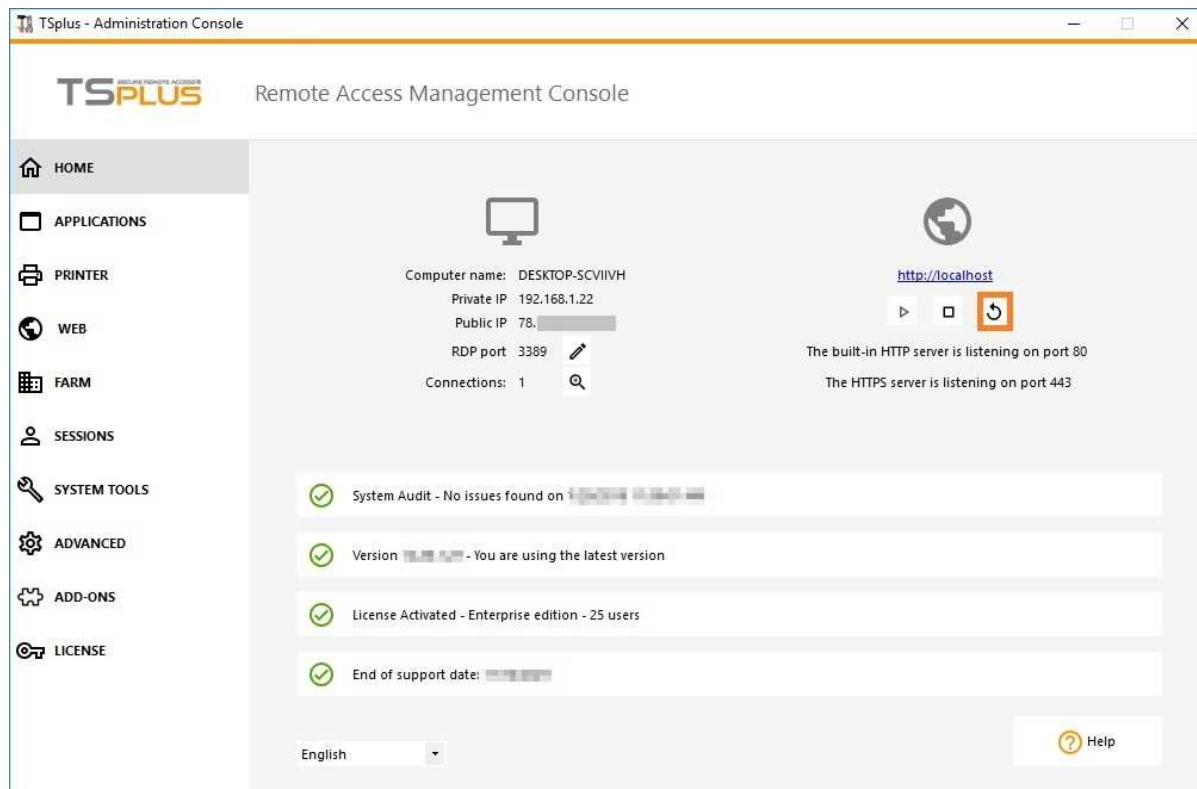 TSplus - Administration Console
TSPLUS SECURE REMOTE ACCESS® Remote Access Management Console
HOME
APPLICATIONS
PRINTER
WEB
FARM
SESSIONS
SYSTEM TOOLS
ADVANCED
ADD-ONS
LICENSE
Computer name: DESKTOP-SCVIIVH
Private IP 192.168.1.22
Public IP 78.
RDP port 3389
Connections: 1
http://localhost
The built-in HTTP server is listening on port 80
The HTTPS server is listening on port 443
System Audit - No issues found on
Version - You are using the latest version
License Activated - Enterprise edition - 25 users
End of support date:
English
Help